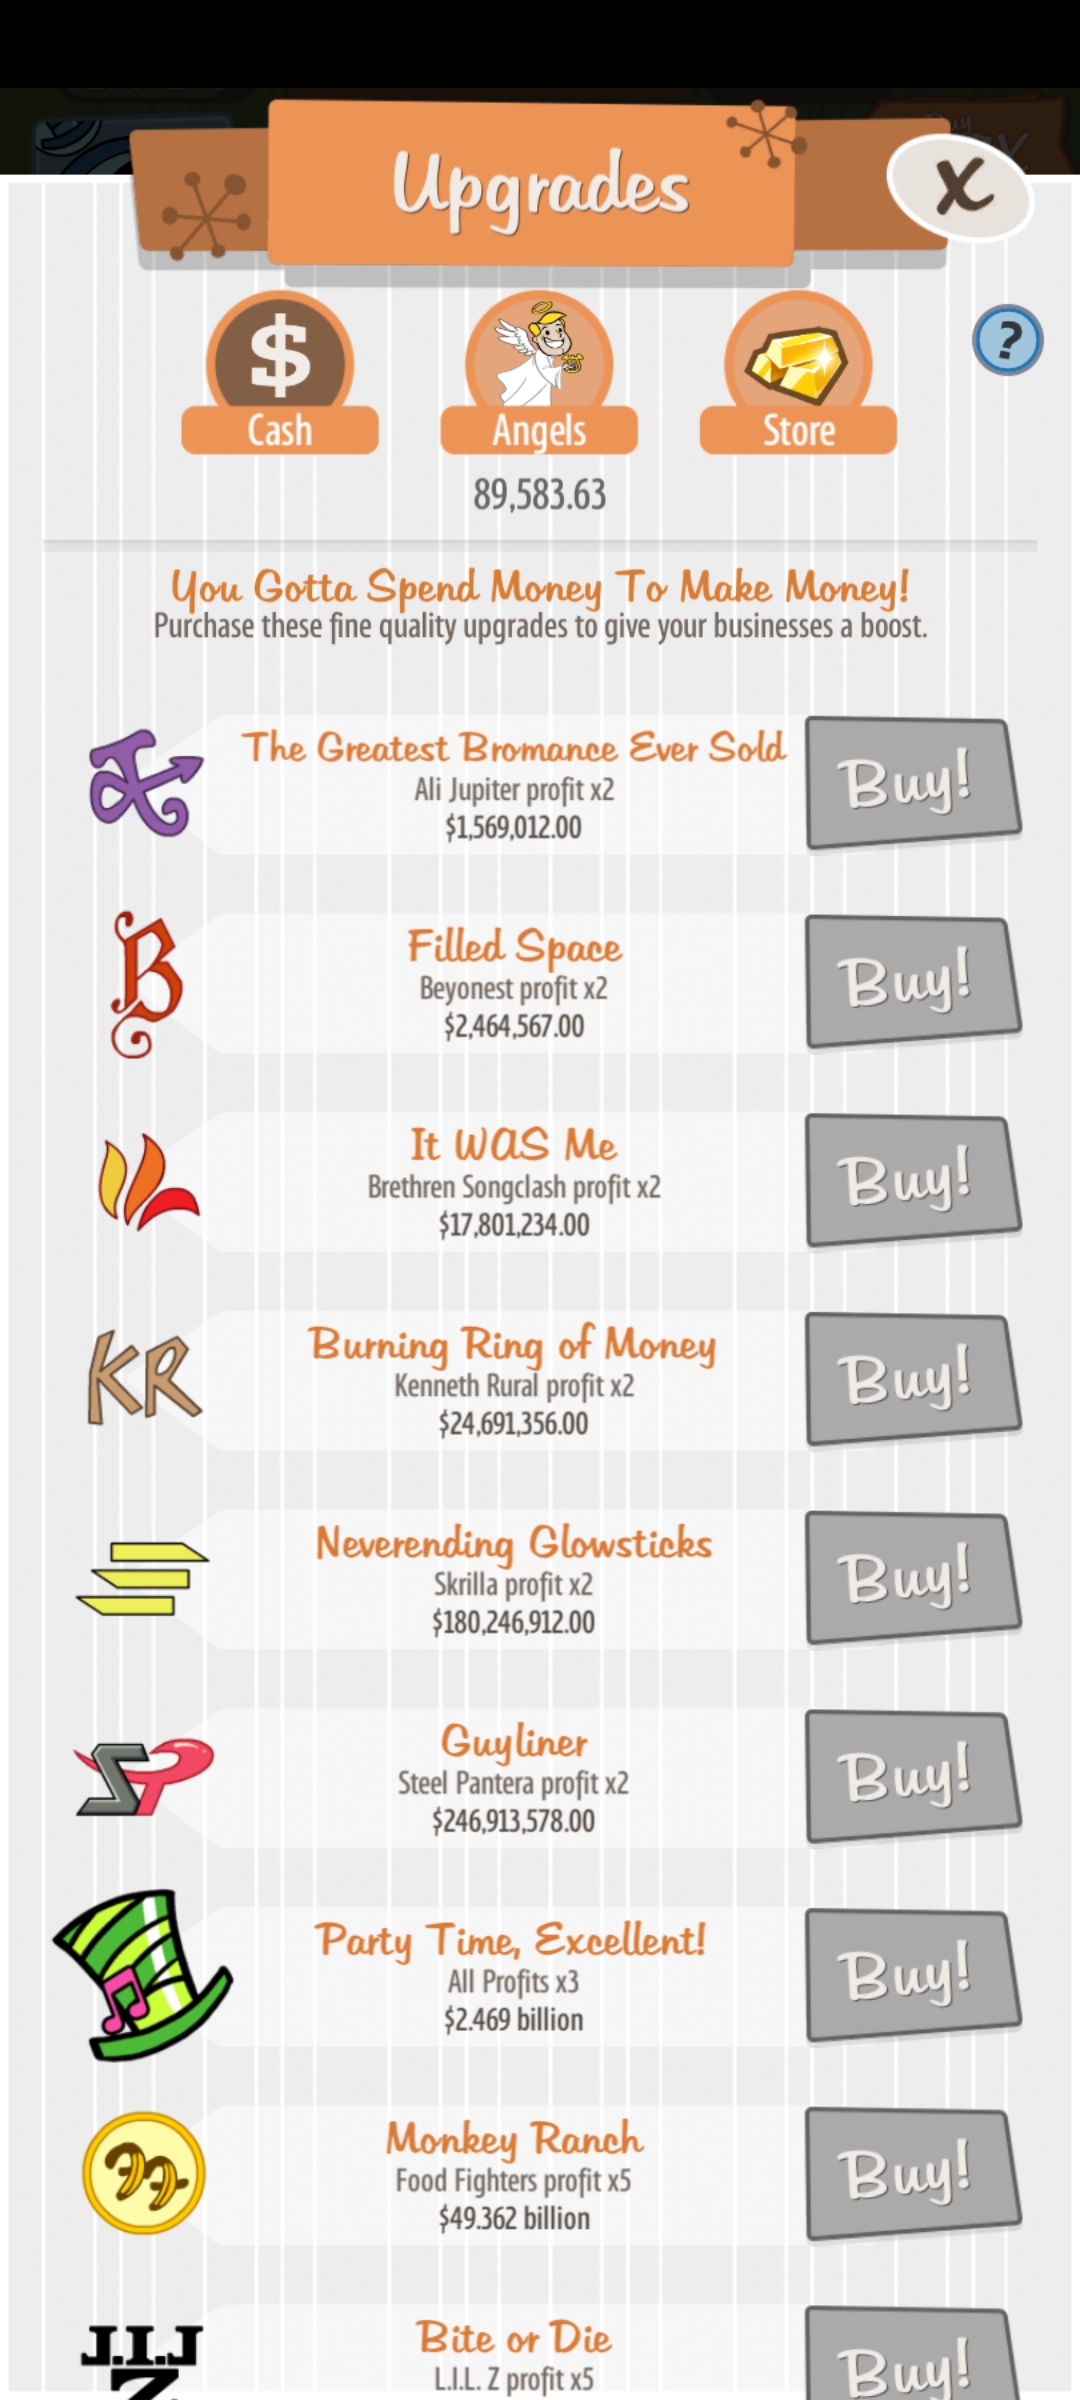 Upgrades
X
$
Cash
Angels
Store
?
89,583.63
You Gotta Spend Money To Make Money!
Purchase these fine quality upgrades to give your businesses a boost.
The Greatest Bromance Ever Sold
Ali Jupiter profit x2
$1,569,012.00
Buy!
B
Filled Space
Beyonest profit x2
$2,464,567.00
Buy!
It WAS Me
Brethren Songclash profit x2
$17,801,234.00
Buy!
KR
Burning Ring of Money
Kenneth Rural profit x2
$24,691,356.00
Buy!
Neverending Glowsticks
Skrilla profit x2
$180,246,912.00
Buy!
SP
Guyliner
Steel Pantera profit x2
$246,913,578.00
Buy!
Party Time, Excellent!
All Profits x3
$2.469 billion
Buy!
Monkey Ranch
Food Fighters profit x5
$49.362 billion
Buy!
Bite or Die
L.I.L. Z profit x5
Buy!